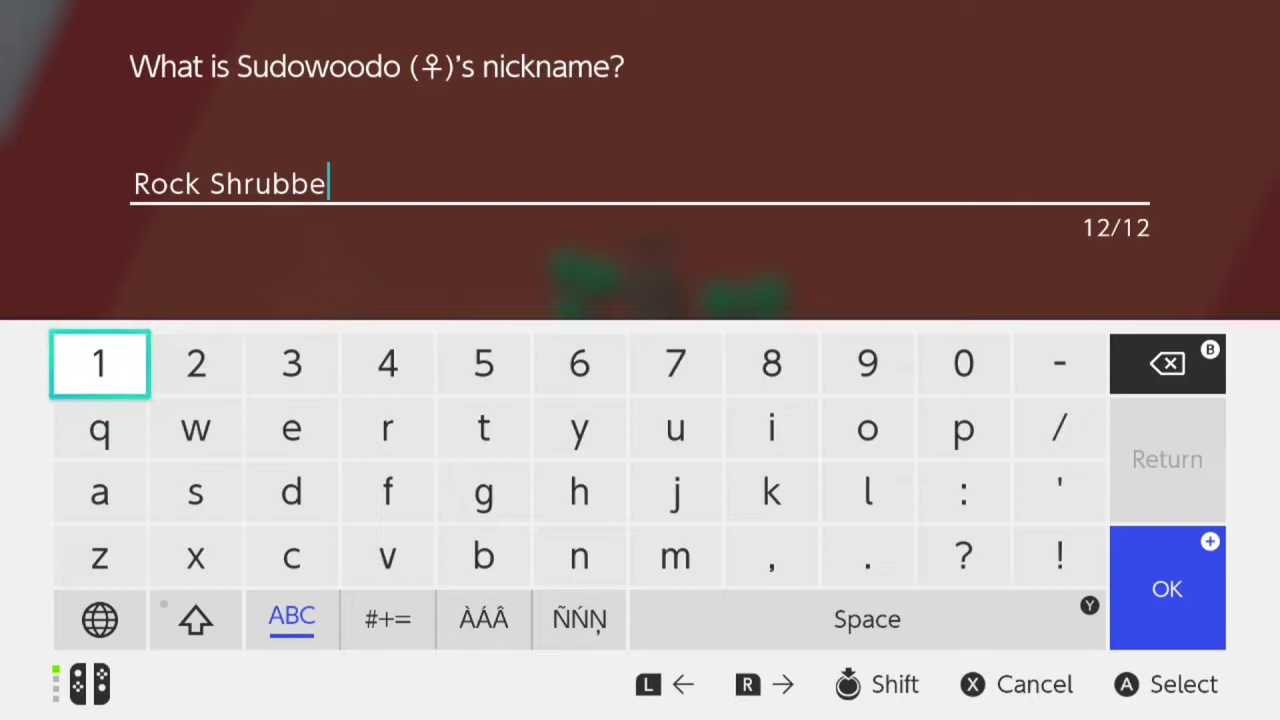 What is Sudowoodo (♀)'s nickname?
Rock Shrubbe
12/12
1 2 3 4 5 6 7 8 9 0 - B
q w e r t y u i o p / Return
a s d f g h j k l : '
z x c v b n m , . ? ! + OK
ABC #+= ÀÁÂ ÑŃŅ Space Y
L ← R → Shift X Cancel A Select